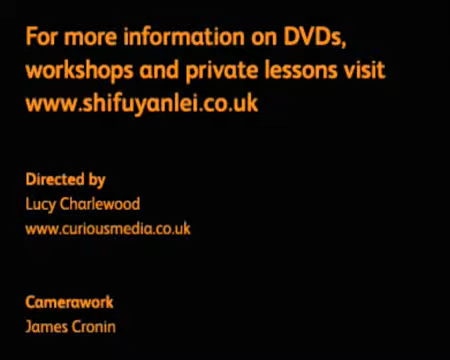 For more information on DVDs,
workshops and private lessons visit
www.shifuyanlei.co.uk
Directed by
Lucy Charlewood
www.curiousmedia.co.uk
Camerawork
James Cronin